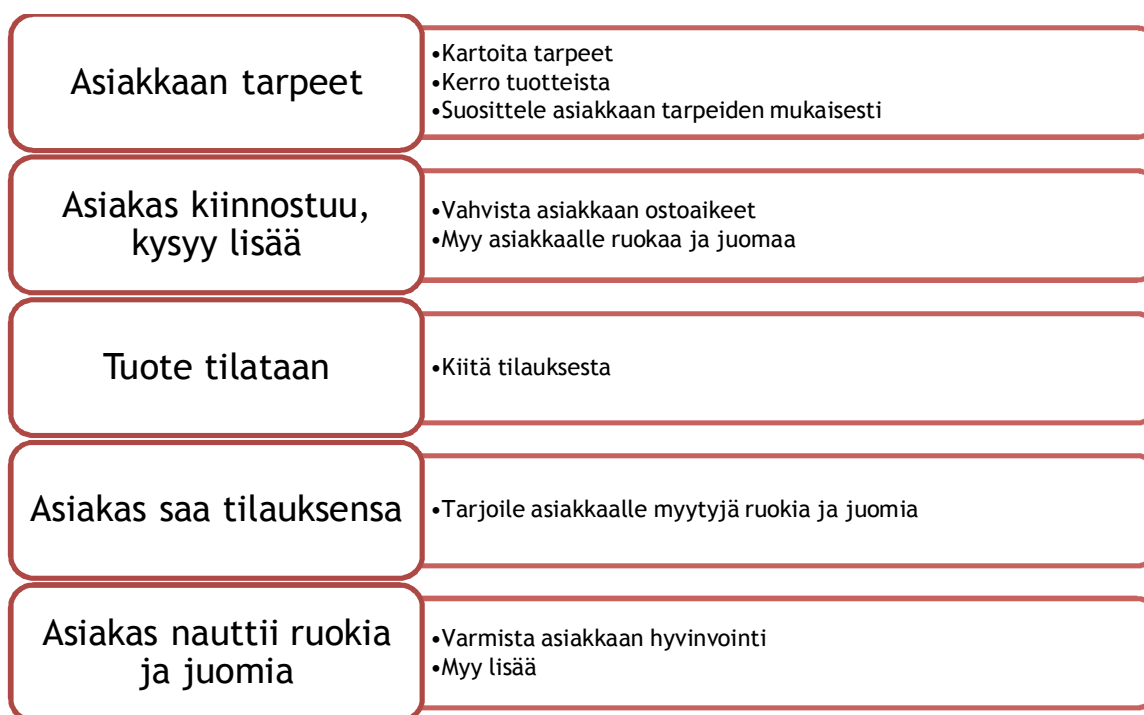 Asiakkaan tarpeet
•Kartoita tarpeet
•Kerro tuotteista
•Suosittele asiakkaan tarpeiden mukaisesti
Asiakas kiinnostuu,
kysyy lisää
•Vahvista asiakkaan ostoaikeet
•Myy asiakkaalle ruokaa ja juomaa
Tuote tilataan
•Kiitä tilauksesta
Asiakas saa tilauksensa
•Tarjoile asiakkaalle myytyjä ruokia ja juomia
Asiakas nauttii ruokia
ja juomia
•Varmista asiakkaan hyvinvointi
•Myy lisää